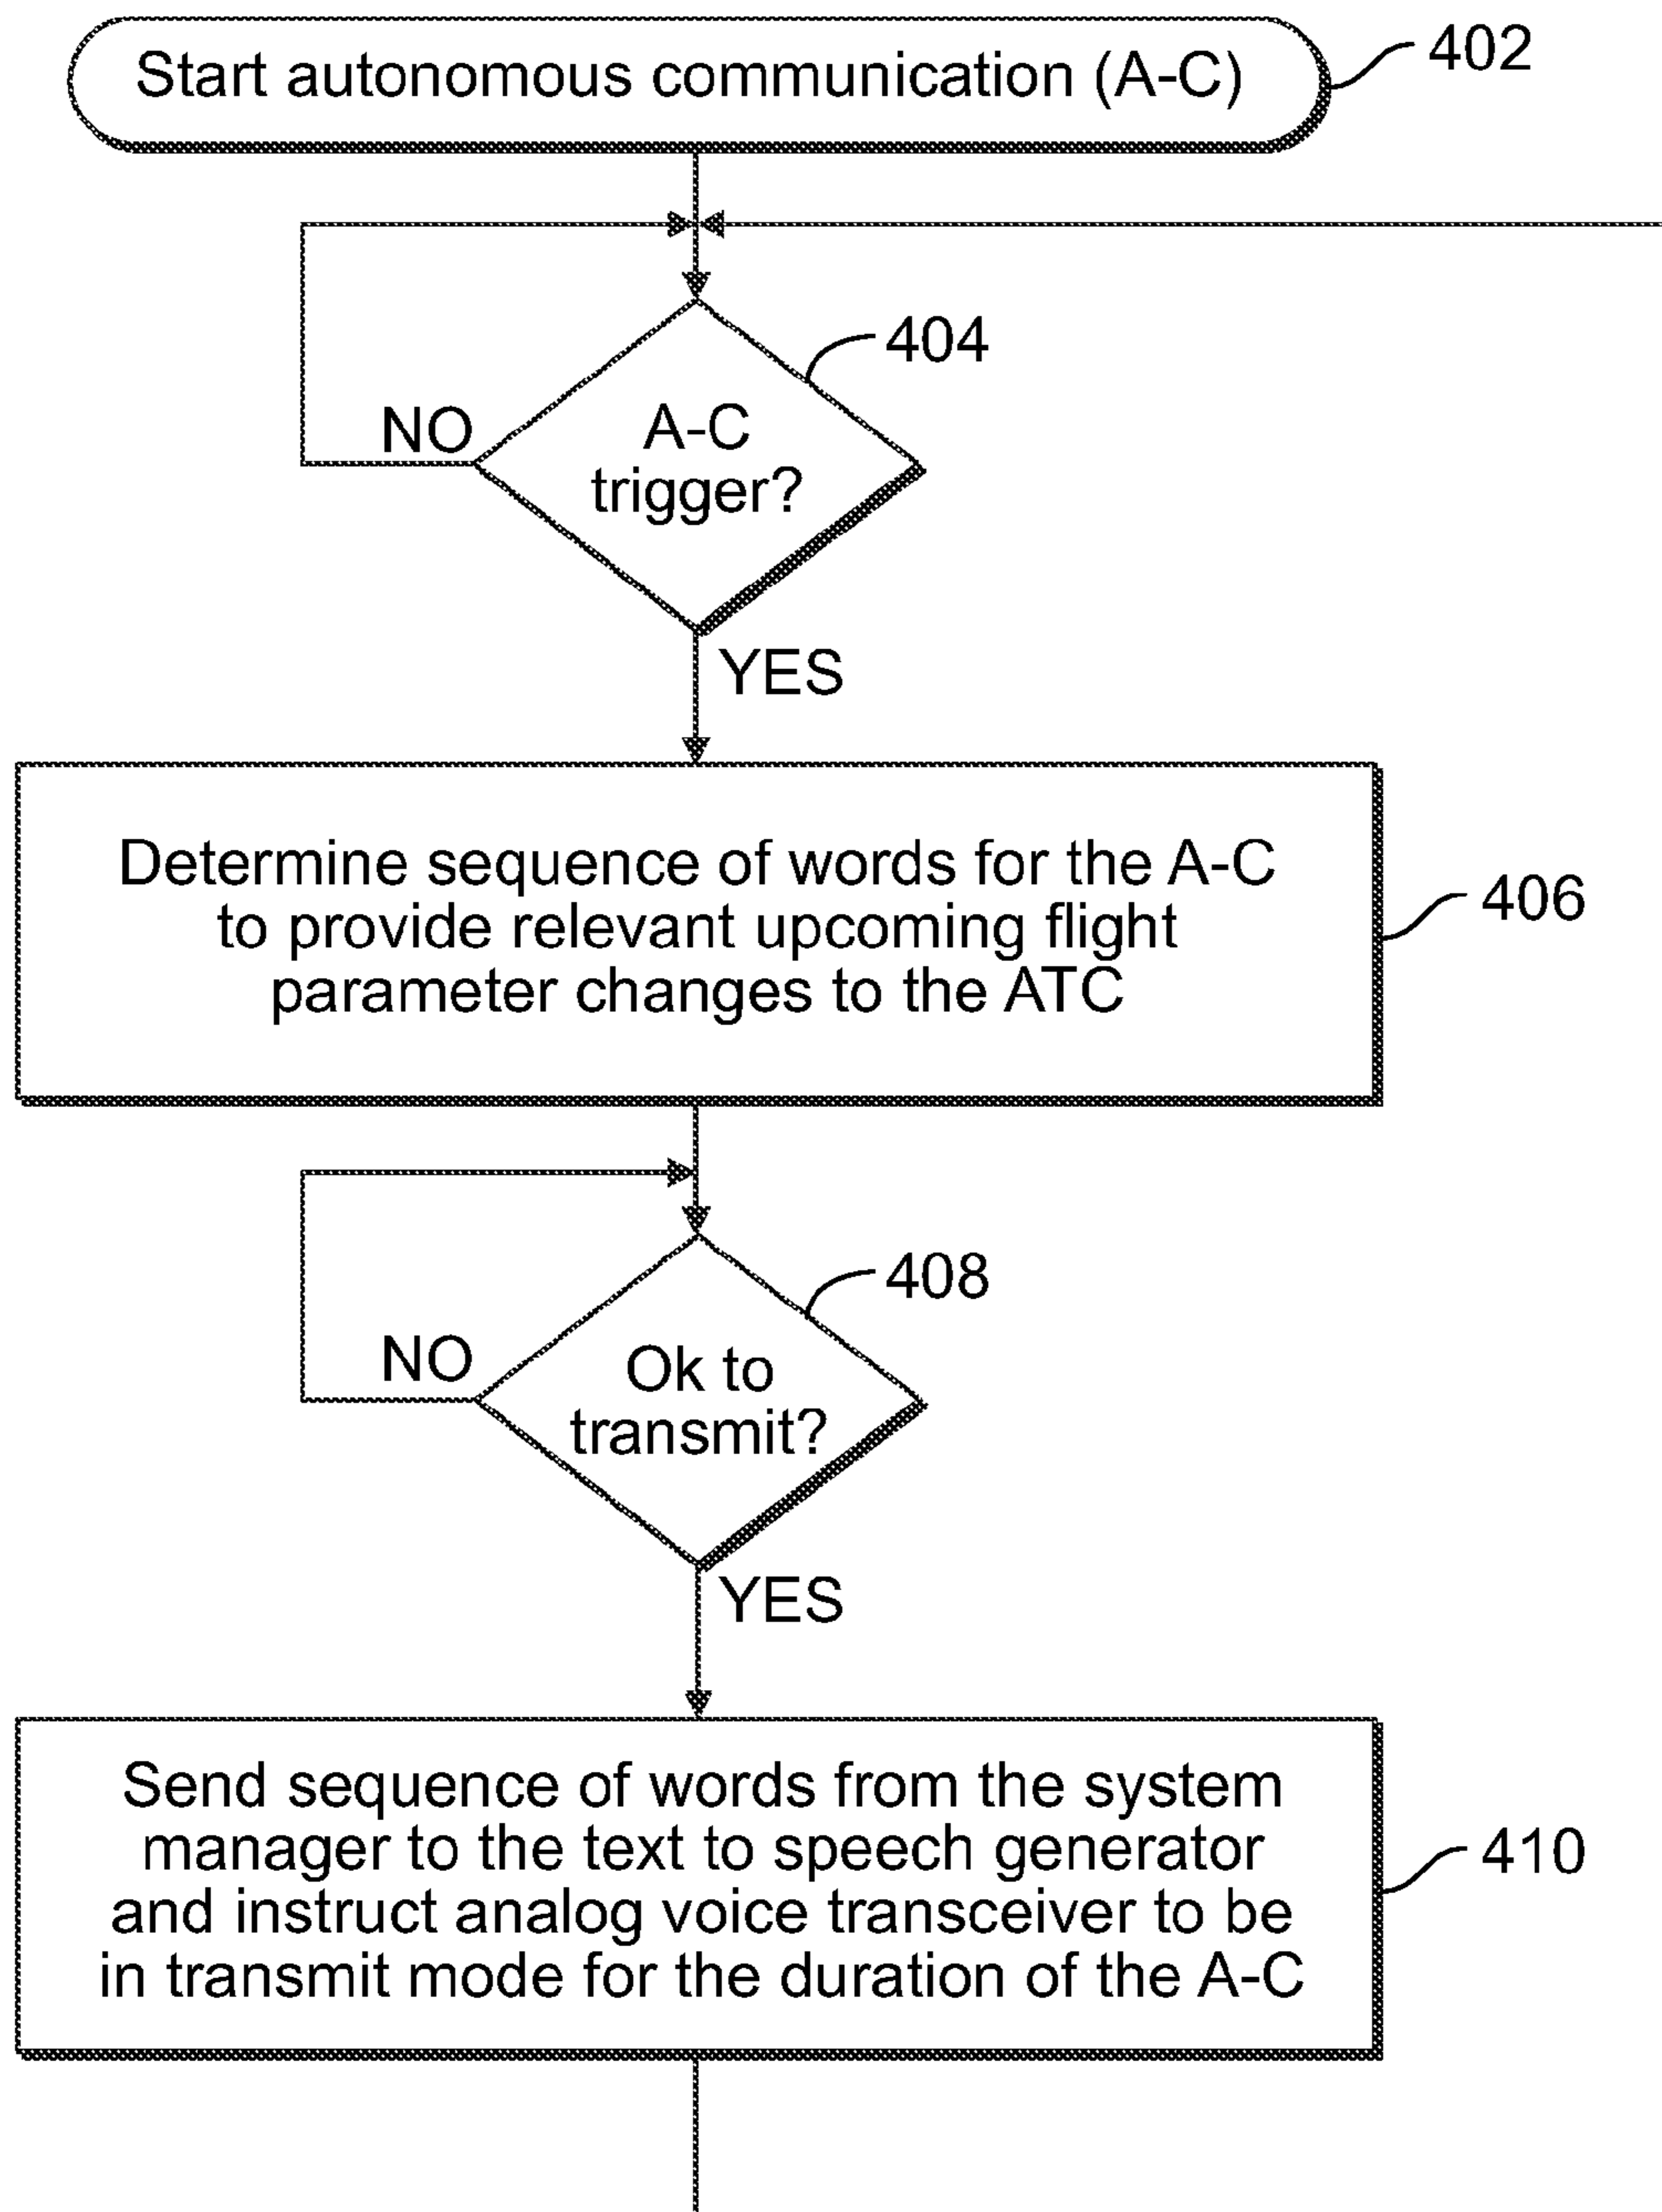 Start autonomous communication (A-C)
402
404
A-C
trigger?
NO
YES
Determine sequence of words for the A-C
to provide relevant upcoming flight
parameter changes to the ATC
406
408
Ok to
transmit?
NO
YES
Send sequence of words from the system
manager to the text to speech generator
and instruct analog voice transceiver to be
in transmit mode for the duration of the A-C
410